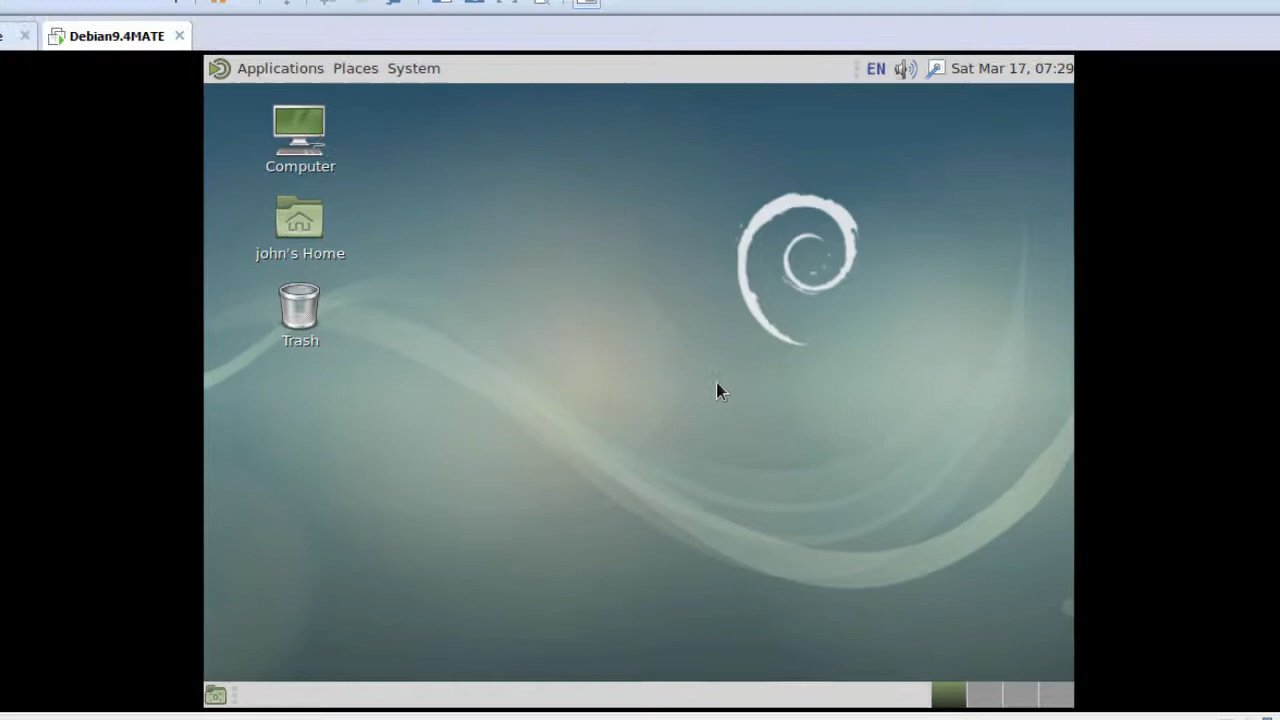 Debian9.4MATE
Applications Places System EN Sat Mar 17, 07:29
Computer
john's Home
Trash